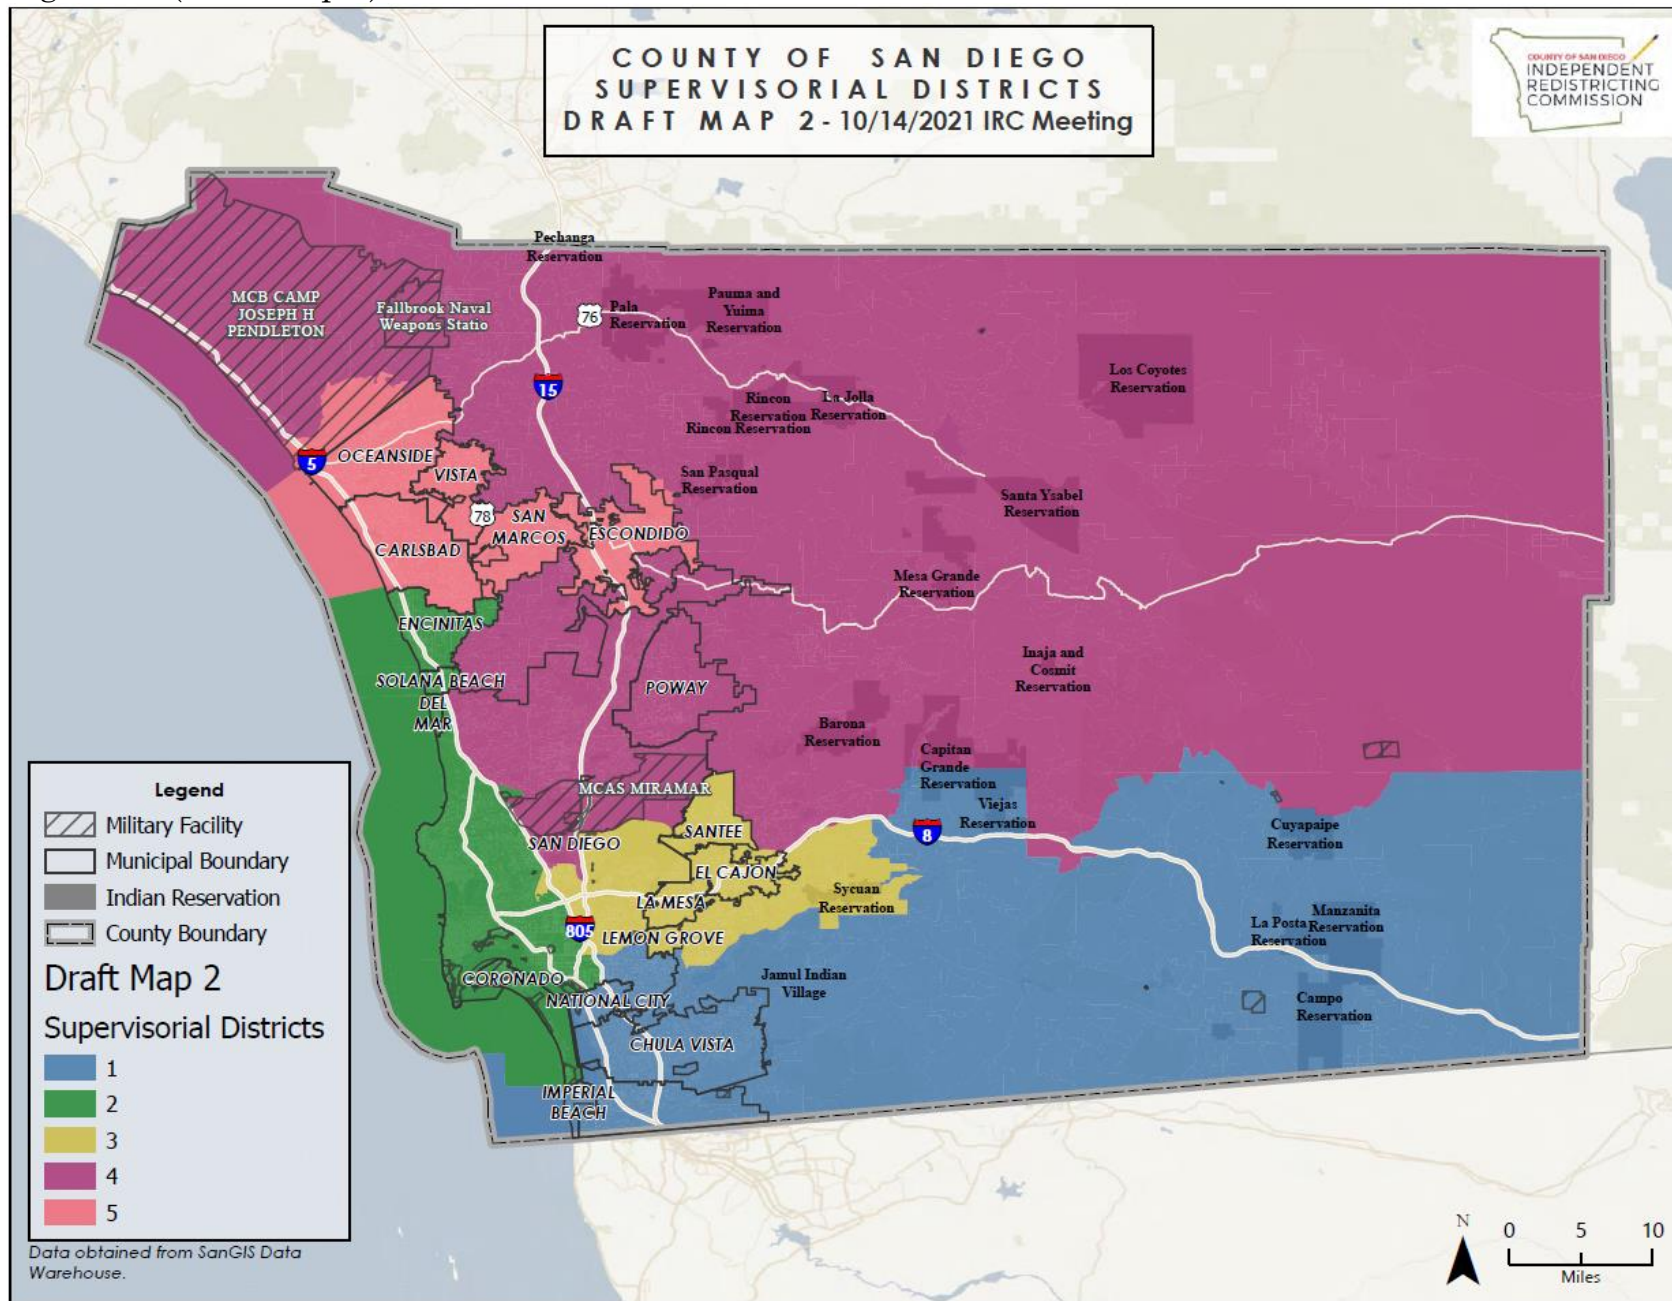 COUNTY OF SAN DIEGO
SUPERVISORIAL DISTRICTS
DRAFT MAP 2 - 10/14/2021 IRC Meeting
COUNTY OF SAN DIEGO
INDEPENDENT
REDISTRICTING
COMMISSION
Pechanga
Reservation
MCB CAMP
JOSEPH H
PENDLETON
Fallbrook Naval
Weapons Statio
76
Pala
Reservation
Pauma and
Yuima
Reservation
15
Los Coyotes
Reservation
Rincon
Reservation
La Jolla
Reservation
Rincon Reservation
5
OCEANSIDE
VISTA
San Pasqual
Reservation
Santa Ysabel
Reservation
78
SAN
MARCOS
ESCONDIDO
CARLSBAD
Mesa Grande
Reservation
ENCINITAS
Inaja and
Cosmit
Reservation
SOLANA BEACH
DEL
MAR
POWAY
Barona
Reservation
Capitan
Grande
Reservation
MCAS MIRAMAR
Viejas
Reservation
SAN DIEGO
SANTEE
8
Cuyapaipe
Reservation
EL CAJON
LA MESA
Sycuan
Reservation
805
LEMON GROVE
La Posta
Reservation
Manzanita
Reservation
CORONADO
NATIONAL CITY
Jamul Indian
Village
Campo
Reservation
CHULA VISTA
IMPERIAL
BEACH
Legend
Military Facility
Municipal Boundary
Indian Reservation
County Boundary
Draft Map 2
Supervisorial Districts
1
2
3
4
5
Data obtained from SanGIS Data
Warehouse.
N
0 5 10
Miles